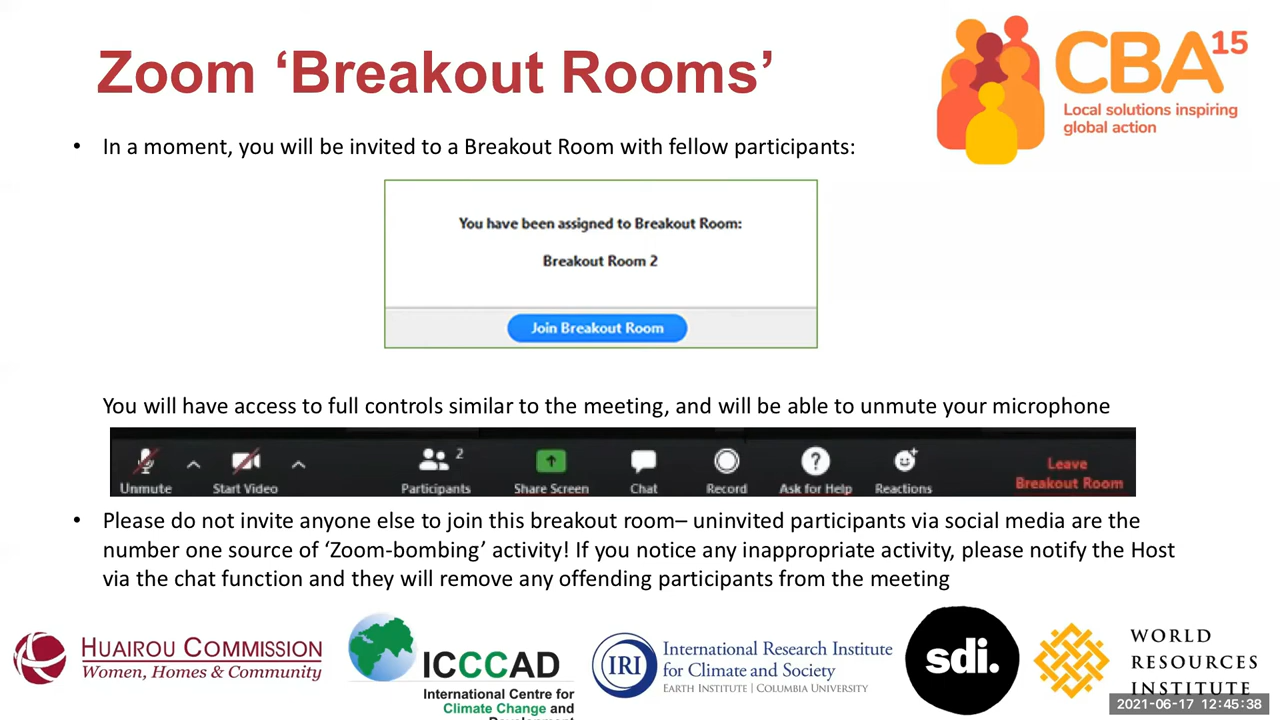 Zoom ‘Breakout Rooms’
CBA15
Local solutions inspiring
global action
• In a moment, you will be invited to a Breakout Room with fellow participants:
You have been assigned to Breakout Room:
Breakout Room 2
Join Breakout Room
You will have access to full controls similar to the meeting, and will be able to unmute your microphone
2
Unmute Start Video Participants Share Screen Chat Record Ask for Help Reactions
Leave
Breakout Room
• Please do not invite anyone else to join this breakout room– uninvited participants via social media are the
number one source of ‘Zoom-bombing’ activity! If you notice any inappropriate activity, please notify the Host
via the chat function and they will remove any offending participants from the meeting
HUAIROU COMMISSION
Women, Homes & Community
ICCCAD
International Centre for
Climate Change and
Development
IRI
International Research Institute
for Climate and Society
EARTH INSTITUTE | COLUMBIA UNIVERSITY
sdi.
WORLD
RESOURCES
INSTITUTE
2021-06-17 12:45:38